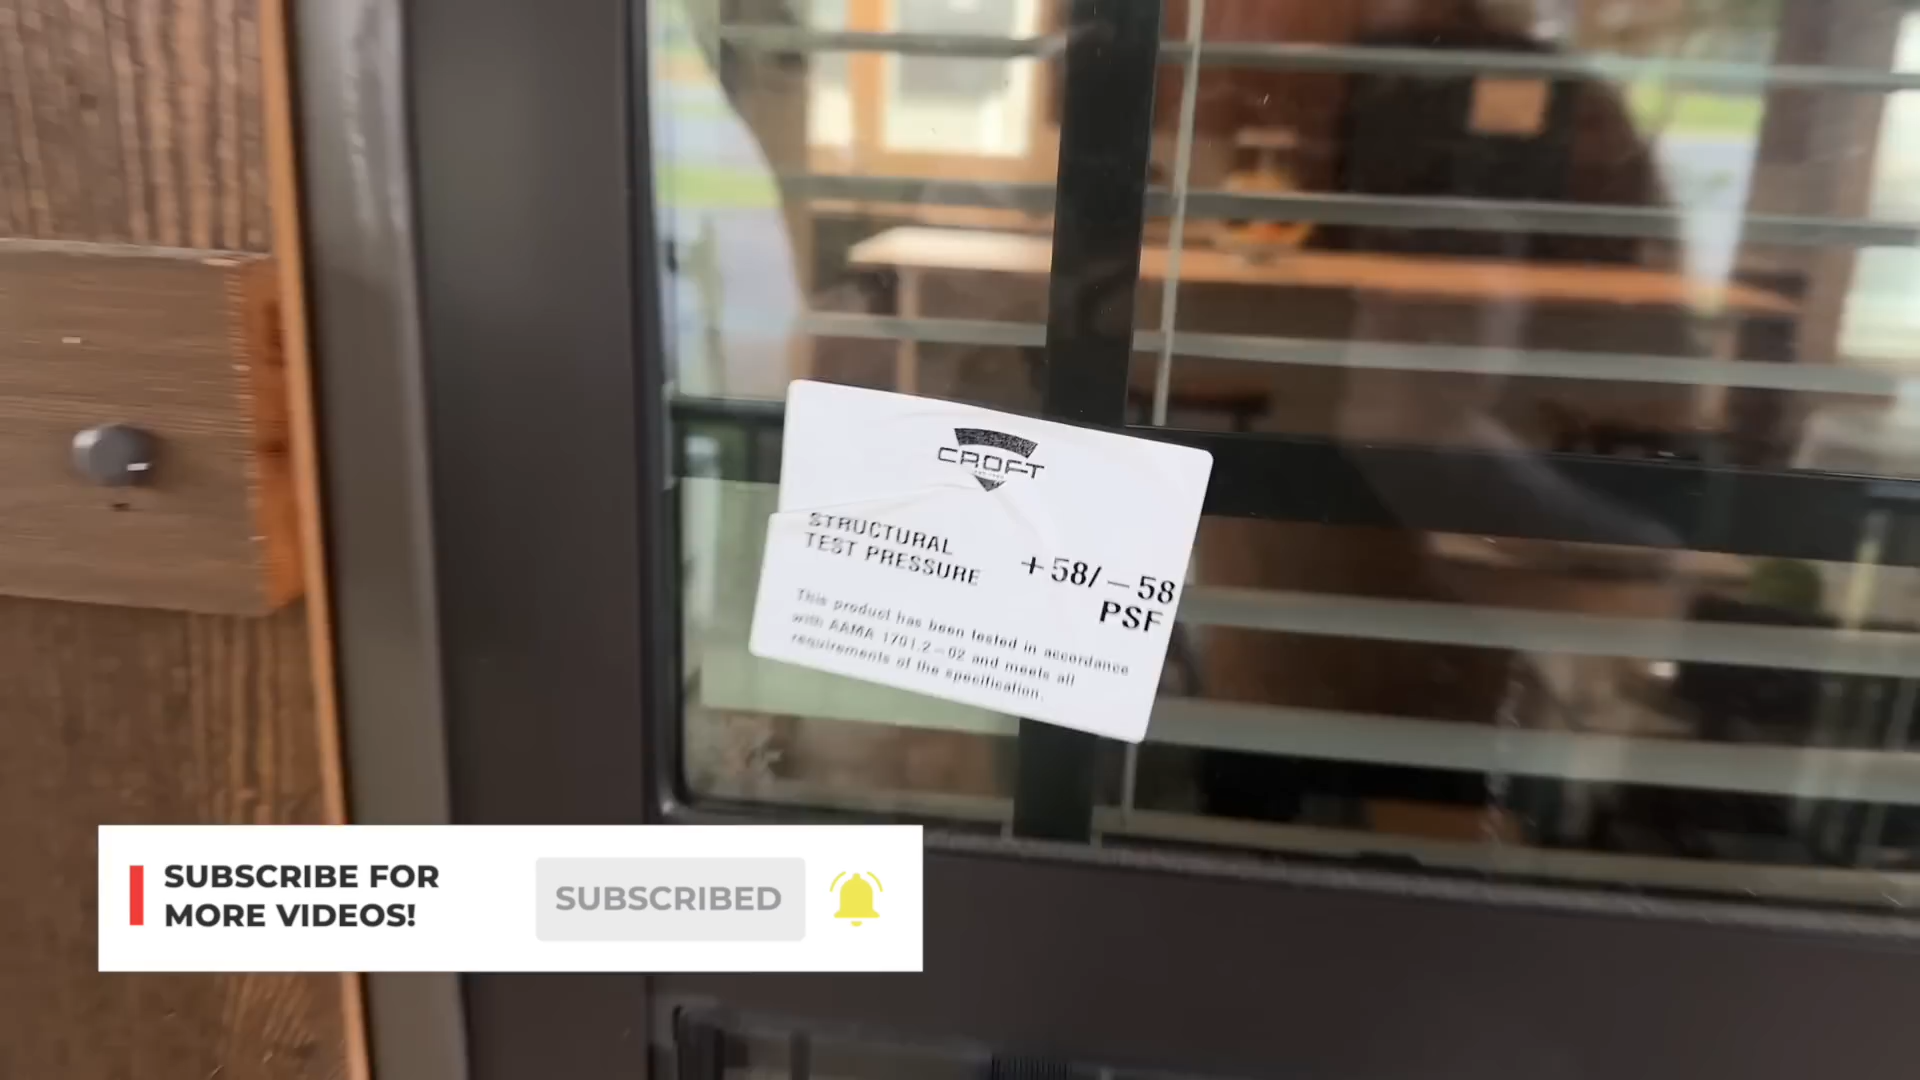 CROFT
STRUCTURAL
TEST PRESSURE
+58/–58
PSF
This product has been tested in accordance
with AAMA 1701.2–02 and meets all
requirements of the specification.
SUBSCRIBE FOR
MORE VIDEOS!
SUBSCRIBED